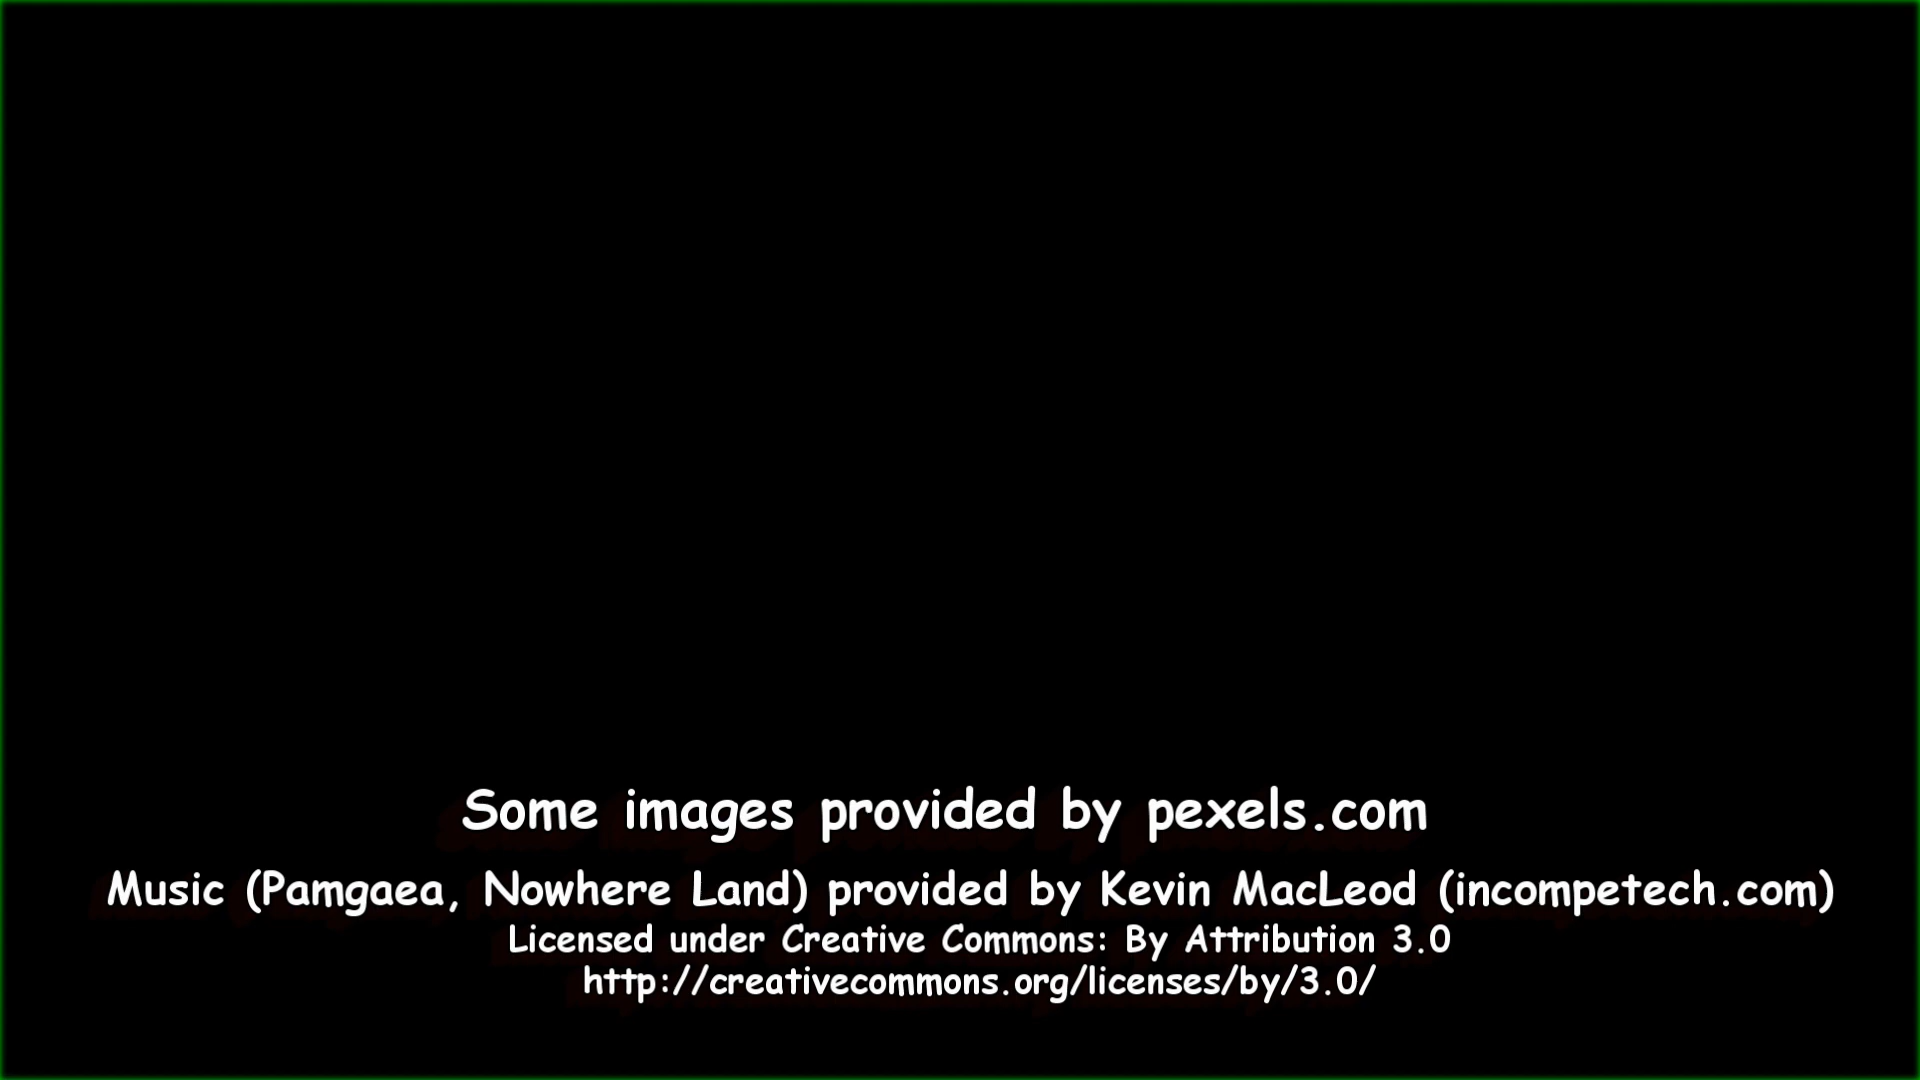 Some images provided by pexels.com
Music (Pamgaea, Nowhere Land) provided by Kevin MacLeod (incompetech.com)
Licensed under Creative Commons: By Attribution 3.0
http://creativecommons.org/licenses/by/3.0/